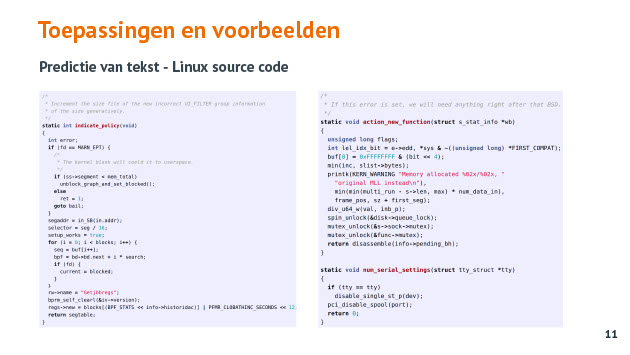 Toepassingen en voorbeelden
Predictie van tekst - Linux source code
/*
 * Increment the size file of the new incorrect UI_FILTER group information
 * of the size generatively.
 */
static int indicate_policy(void)
{
  int error;
  if (fd == MARN_EPT) {
    /*
     * The kernel blank will coeld it to userspace.
     */
    if (ss->segment < mem_total)
      unblock_graph_and_set_blocked();
    else
      ret = 1;
    goto bail;
  }
  segaddr = in_SB(in.addr);
  selector = seg / 16;
  setup_works = true;
  for (i = 0; i < blocks; i++) {
    seq = buf[i++];
    bpf = bd->bd.next + i * search;
    if (fd) {
      current = blocked;
    }
  }
  rw->name = "Getjbbregs";
  bprm_self_clearl(&iv->version);
  regs->new = blocks[(BPF_STATS << info->historidac)] | PFMR_CLOBATHINC_SECONDS << 12;
  return segtable;
}
/*
 * If this error is set, we will need anything right after that BSD.
 */
static void action_new_function(struct s_stat_info *wb)
{
  unsigned long flags;
  int lel_idx_bit = e->edd, *sys & ~((unsigned long) *FIRST_COMPAT);
  buf[0] = 0xFFFFFFFF & (bit << 4);
  min(inc, slist->bytes);
  printk(KERN_WARNING "Memory allocated %02x/%02x, "
    "original MLL instead\n"),
    min(min(multi_run - s->len, max) * num_data_in),
    frame_pos, sz + first_seg);
  div_u64_w(val, inb_p);
  spin_unlock(&disk->queue_lock);
  mutex_unlock(&s->sock->mutex);
  mutex_unlock(&func->mutex);
  return disassemble(info->pending_bh);
}
static void num_serial_settings(struct tty_struct *tty)
{
  if (tty == tty)
    disable_single_st_p(dev);
  pci_disable_spool(port);
  return 0;
}
11